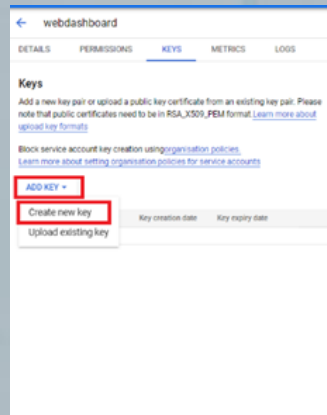 ← webdashboard
DETAILS PERMISSIONS KEYS METRICS LOGS
Keys
Add a new key pair or upload a public key certificate from an existing key pair. Please
note that public certificates need to be in RSA_X509_PEM format. Learn more about
upload key formats
Block service account key creation using organisation policies.
Learn more about setting organisation policies for service accounts
ADD KEY
Create new key Key creation date Key expiry date
Upload existing key